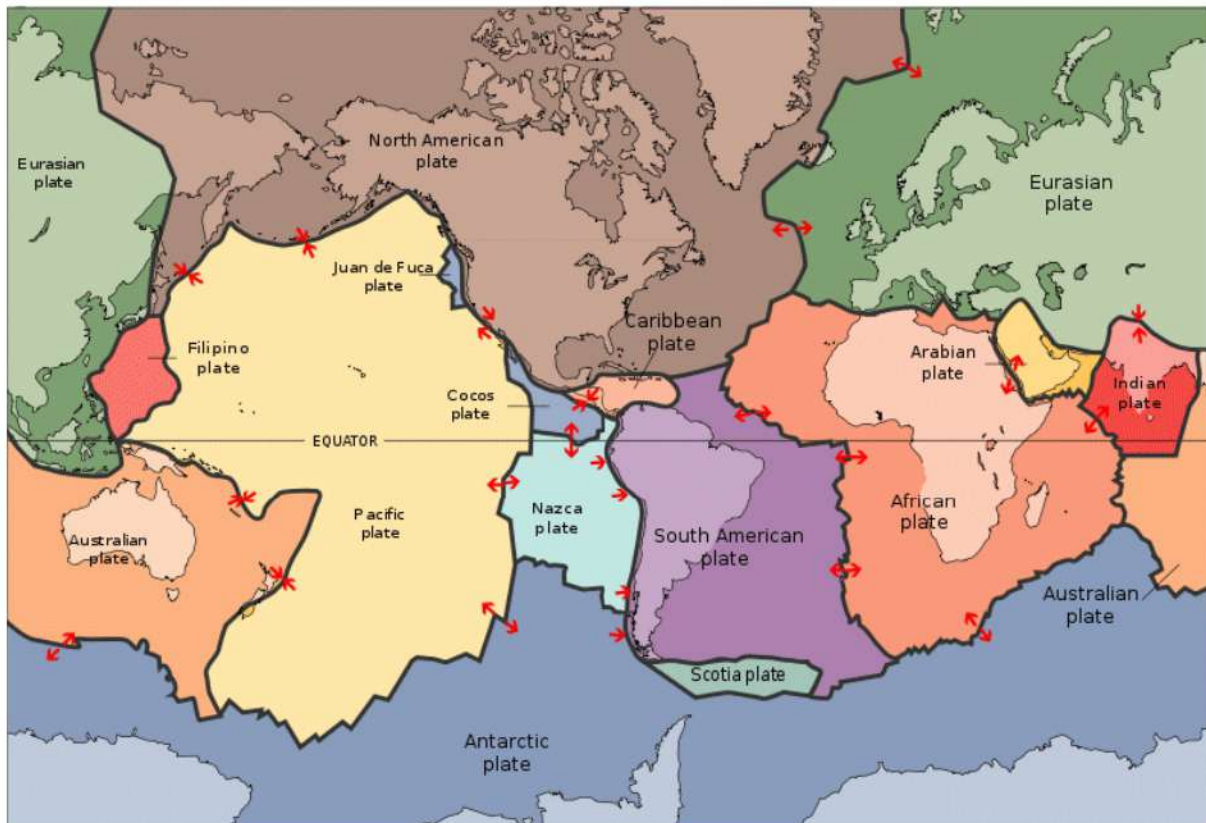 North American
plate
Eurasian
plate
Eurasian
plate
Juan de Fuca
plate
Caribbean
plate
Filipino
plate
Arabian
plate
Indian
plate
Cocos
plate
EQUATOR
Nazca
plate
African
plate
Pacific
plate
South American
plate
Australian
plate
Australian
plate
Scotia plate
Antarctic
plate